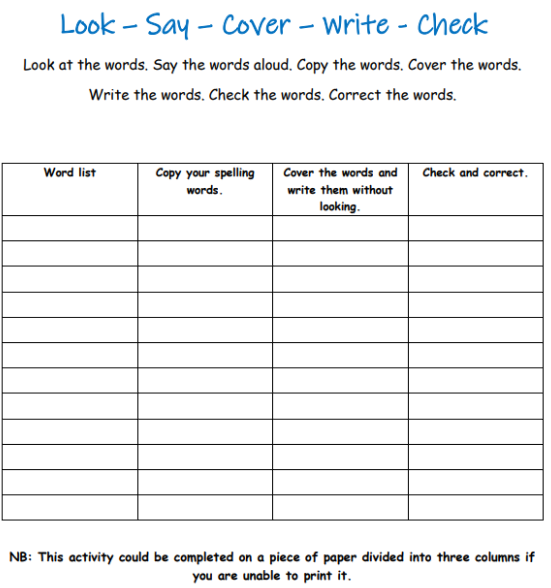 Look – Say – Cover – Write - Check
Look at the words. Say the words aloud. Copy the words. Cover the words.
Write the words. Check the words. Correct the words.
Word list
Copy your spelling
words.
Cover the words and
write them without
looking.
Check and correct.
NB: This activity could be completed on a piece of paper divided into three columns if
you are unable to print it.